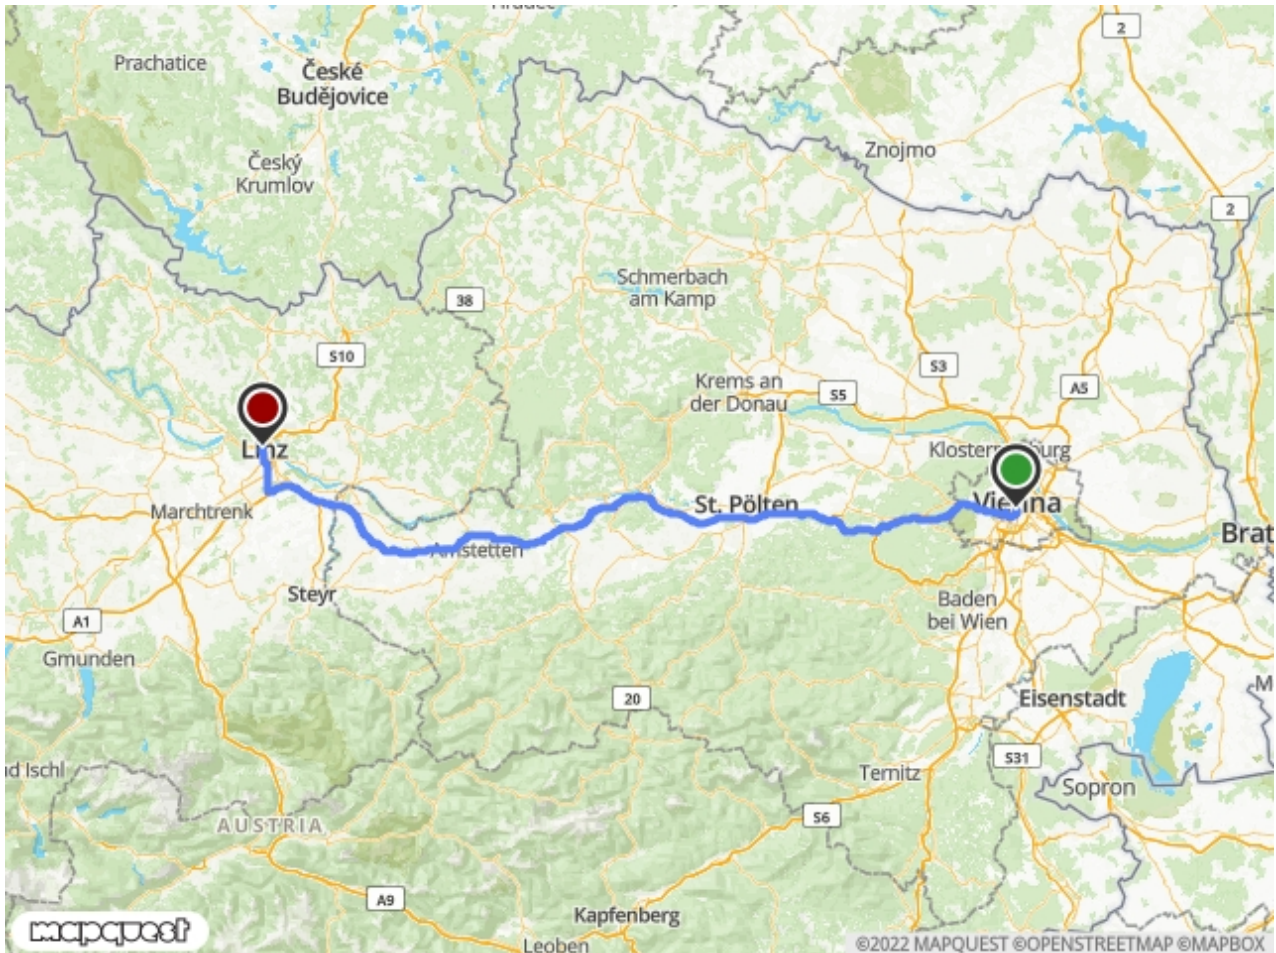 Hradec
2
Prachatice
České
Budějovice
Znojmo
Český
Krumlov
2
Schmerbach
am Kamp
38
S10
S3
Krems an
der Donau
S5
A5
Linz
Klosterneuburg
Marchtrenk
St. Pölten
Vienna
Amstetten
Brat
Steyr
Baden
bei Wien
A1
Gmunden
20
Eisenstadt
M
S31
d Ischl
Ternitz
Sopron
AUSTRIA
S6
A9
Kapfenberg
mapquest
Leoben
©2022 MAPQUEST ©OPENSTREETMAP ©MAPBOX